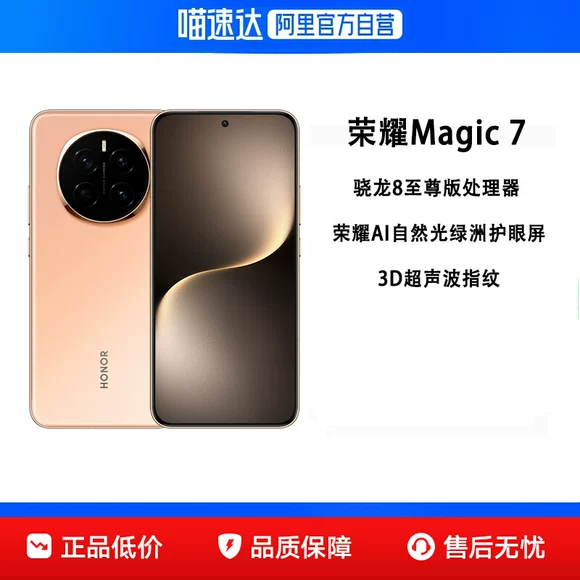 喵速达 阿里官方自营
荣耀Magic 7
骁龙8至尊版处理器
荣耀AI自然光绿洲护眼屏
3D超声波指纹
HONOR
正品低价 品质保障 售后无忧